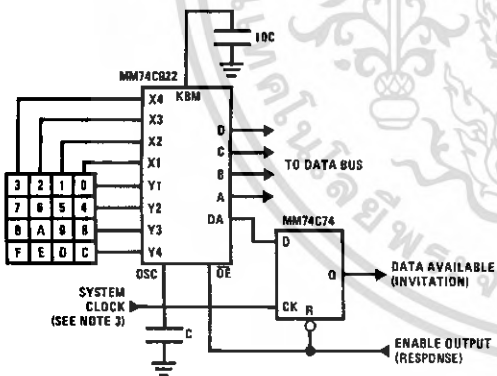 10C
MM74C922
KBM
X4
X3
X2
X1
Y1
Y2
Y3
Y4
D
C
B
A
DA
TO DATA BUS
3 2 1 0
7 6 5 4
B A 9 8
F E D C
MM74C74
D
Q
CK
R
DATA AVAILABLE
(INVITATION)
OSC
OE
SYSTEM
CLOCK
(SEE NOTE 3)
C
ENABLE OUTPUT
(RESPONSE)